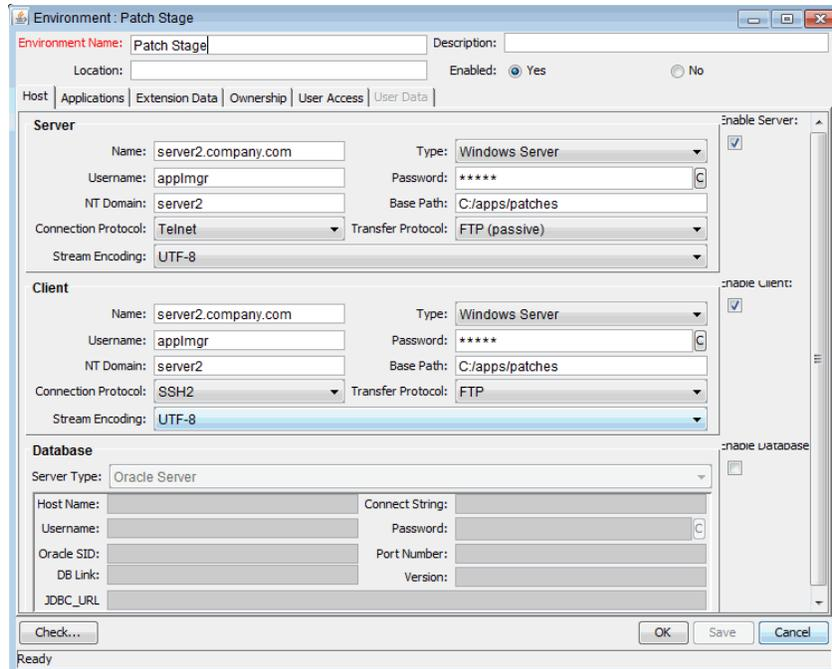 Environment : Patch Stage
Environment Name: Patch Stage Description:
Location: Enabled: Yes No
Host Applications Extension Data Ownership User Access User Data
Server Enable Server:
Name: server2.company.com Type: Windows Server
Username: applmgr Password: ***** C
NT Domain: server2 Base Path: C:/apps/patches
Connection Protocol: Telnet Transfer Protocol: FTP (passive)
Stream Encoding: UTF-8
Client Enable Client:
Name: server2.company.com Type: Windows Server
Username: applmgr Password: ***** C
NT Domain: server2 Base Path: C:/apps/patches
Connection Protocol: SSH2 Transfer Protocol: FTP
Stream Encoding: UTF-8
Database Enable Database
Server Type: Oracle Server
Host Name: Connect String:
Username: Password: C
Oracle SID: Port Number:
DB Link: Version:
JDBC_URL
Check... OK Save Cancel
Ready